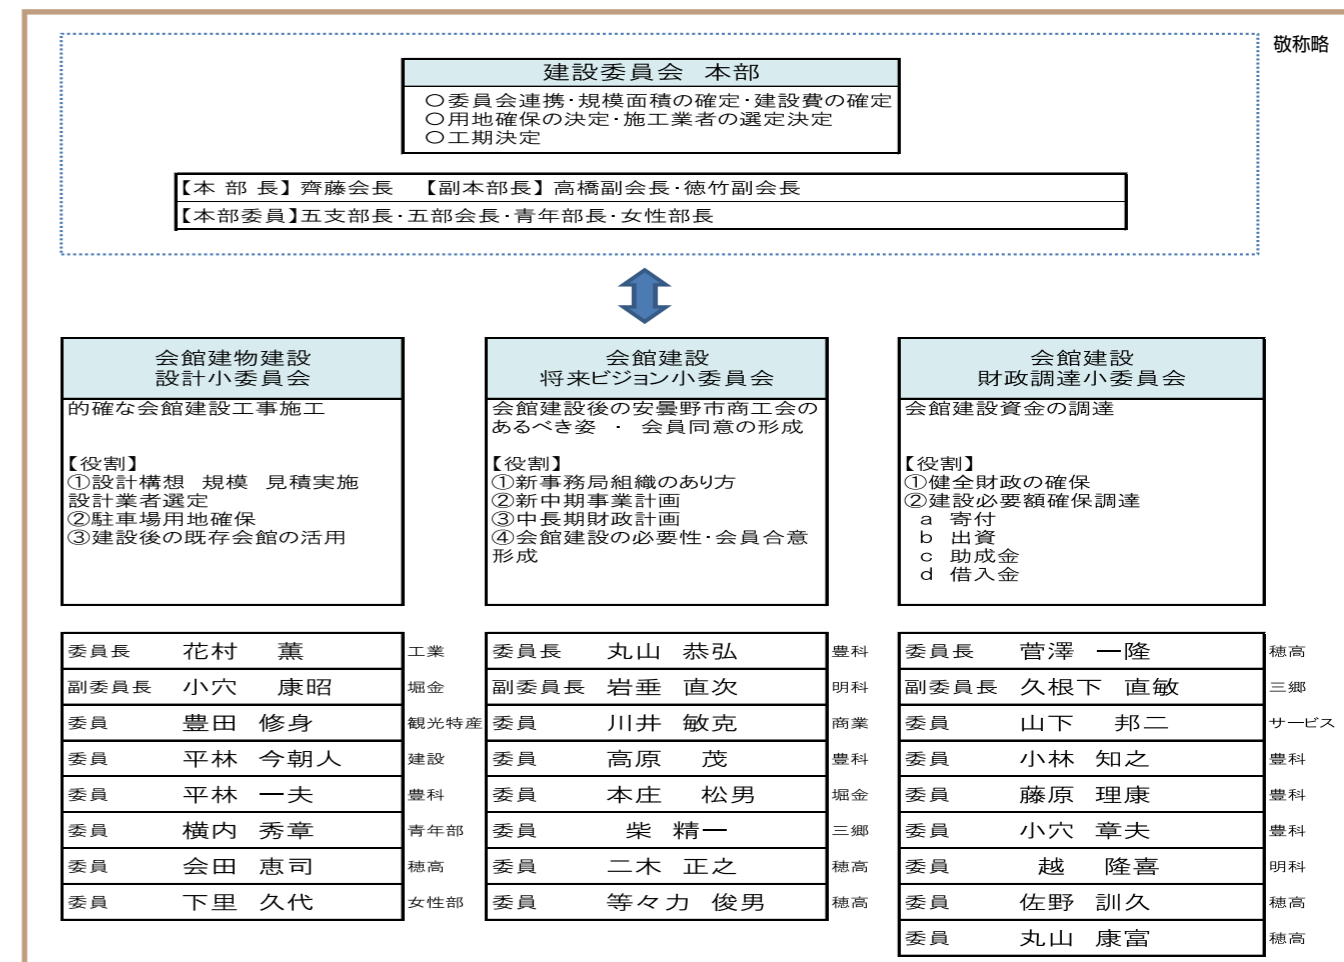 敬称略
建設委員会 本部
○委員会連携・規模面積の確定・建設費の確定
○用地確保の決定・施工業者の選定決定
○工期決定
【本 部 長】 齊藤会長 【副本部長】 高橋副会長・徳竹副会長
【本部委員】五支部長・五部会長・青年部長・女性部長
会館建物建設
設計小委員会
的確な会館建設工事施工
【役割】
①設計構想 規模 見積実施
設計業者選定
②駐車場用地確保
③建設後の既存会館の活用
委員長 花村 薫 工業
副委員長 小穴 康昭 堀金
委員 豊田 修身 観光特産
委員 平林 今朝人 建設
委員 平林 一夫 豊科
委員 横内 秀章 青年部
委員 会田 恵司 穂高
委員 下里 久代 女性部
会館建設
将来ビジョン小委員会
会館建設後の安曇野市商工会の
あるべき姿 ・ 会員同意の形成
【役割】
①新事務局組織のあり方
②新中期事業計画
③中長期財政計画
④会館建設の必要性・会員合意
形成
委員長 丸山 恭弘 豊科
副委員長 岩垂 直次 明科
委員 川井 敏克 商業
委員 高原 茂 豊科
委員 本庄 松男 堀金
委員 柴 精一 三郷
委員 二木 正之 穂高
委員 等々力 俊男 穂高
会館建設
財政調達小委員会
会館建設資金の調達
【役割】
①健全財政の確保
②建設必要額確保調達
a 寄付
b 出資
c 助成金
d 借入金
委員長 菅澤 一隆 穂高
副委員長 久根下 直敏 三郷
委員 山下 邦二 サービス
委員 小林 知之 豊科
委員 藤原 理康 豊科
委員 小穴 章夫 豊科
委員 越 隆喜 明科
委員 佐野 訓久 穂高
委員 丸山 康富 穂高